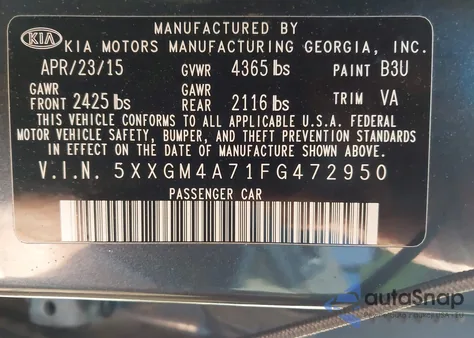 MANUFACTURED BY
KIA KIA MOTORS MANUFACTURING GEORGIA, INC.
APR/23/15 GVWR 4365 lbs PAINT B3U
GAWR FRONT 2425 lbs GAWR REAR 2116 lbs TRIM VA
THIS VEHICLE CONFORMS TO ALL APPLICABLE U.S.A. FEDERAL
MOTOR VEHICLE SAFETY, BUMPER, AND THEFT PREVENTION STANDARDS
IN EFFECT ON THE DATE OF MANUFACTURE SHOWN ABOVE.
V.I.N. 5XXGM4A71FG472950
PASSENGER CAR
autoSnap